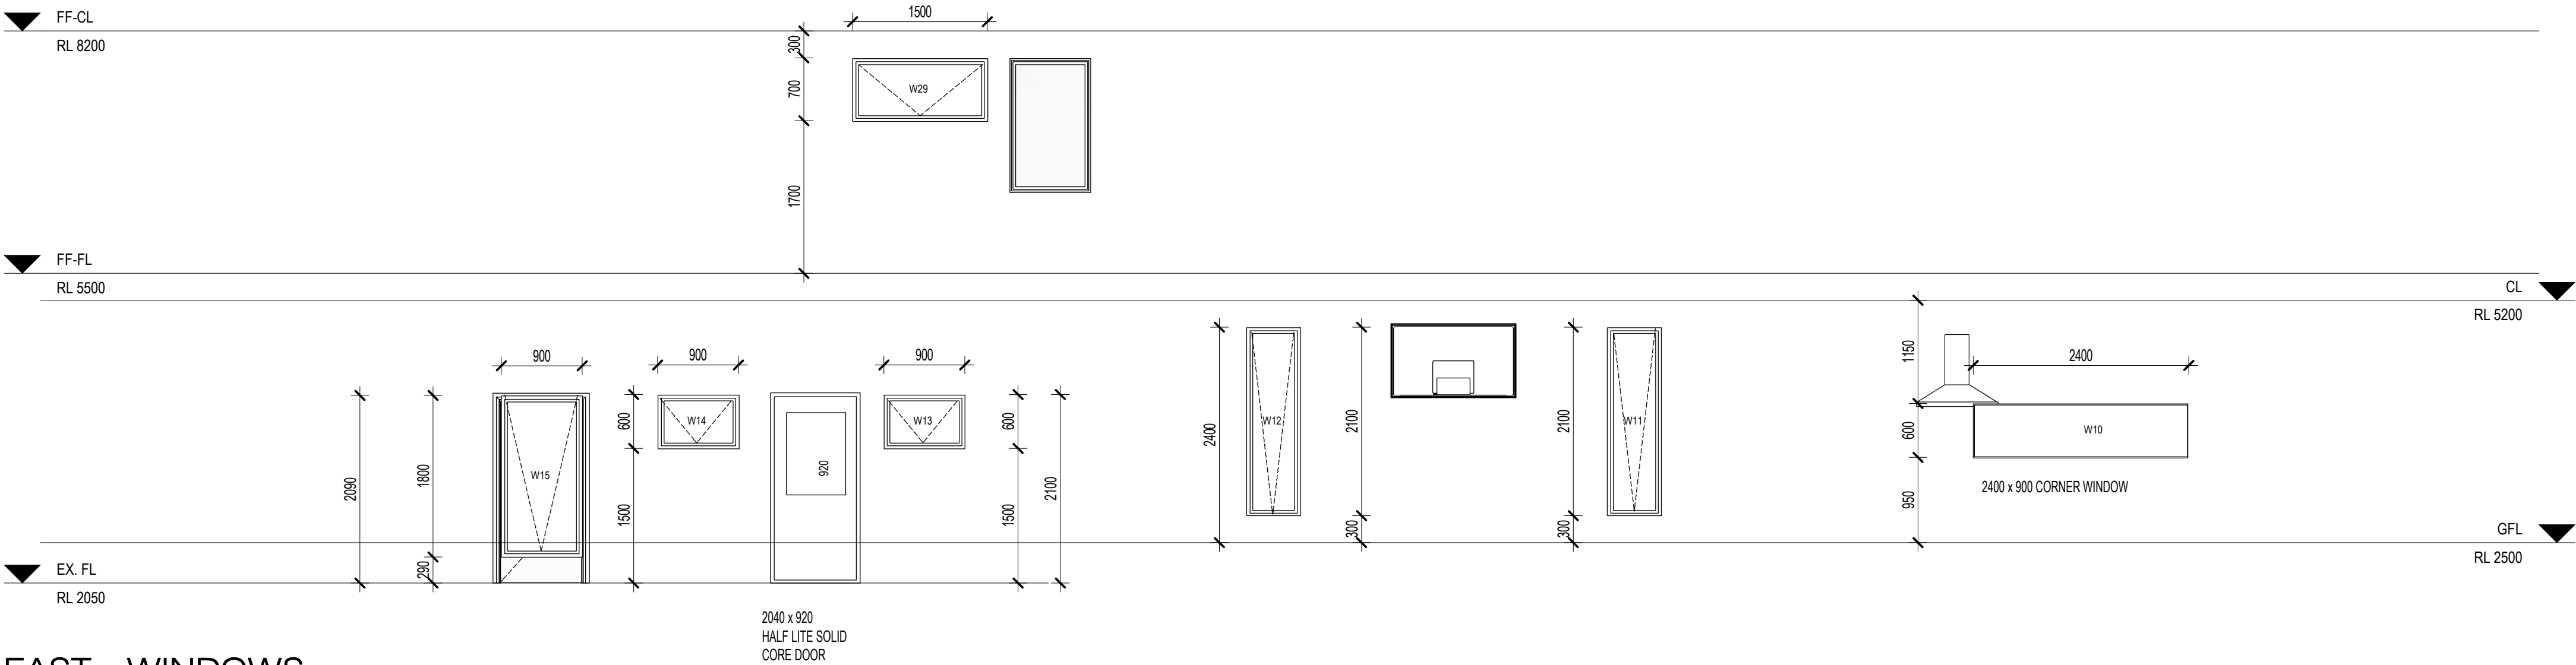 FF-CL
RL 8200
1500
300
700
W29
1700
FF-FL
RL 5500
CL
RL 5200
900
900
900
1150
2400
2090
1800
290
W15
600
W14
1500
920
W13
600
1500
2100
2400
W12
2100
300
2100
W11
300
600
W10
950
2400 x 900 CORNER WINDOW
GFL
RL 2500
EX. FL
RL 2050
2040 x 920
HALF LITE SOLID
CORE DOOR
EAST - WINDOWS